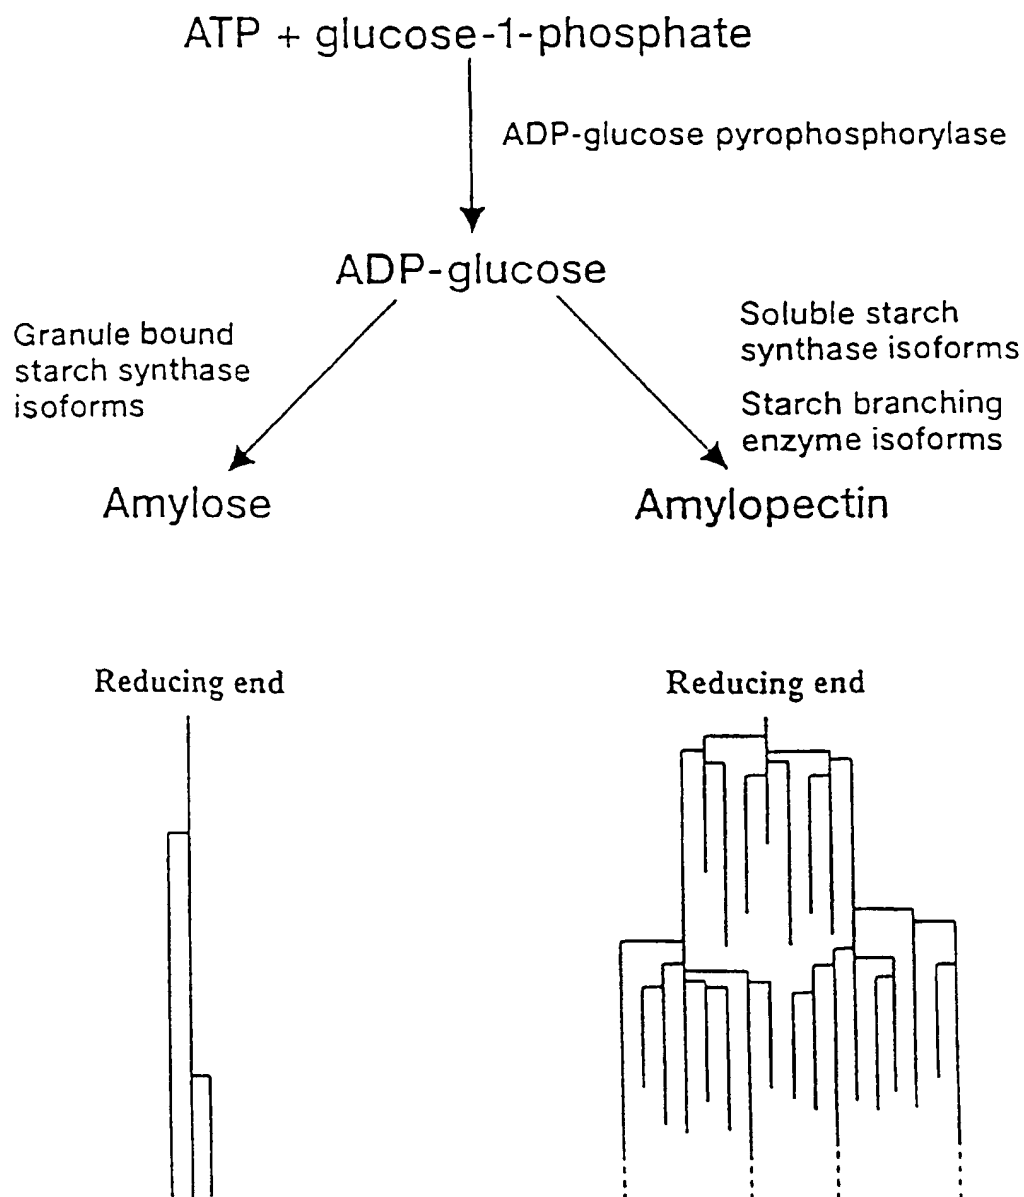 ATP + glucose-1-phosphate
ADP-glucose pyrophosphorylase
ADP-glucose
Granule bound
starch synthase
isoforms
Soluble starch
synthase isoforms
Starch branching
enzyme isoforms
Amylose
Amylopectin
Reducing end
Reducing end